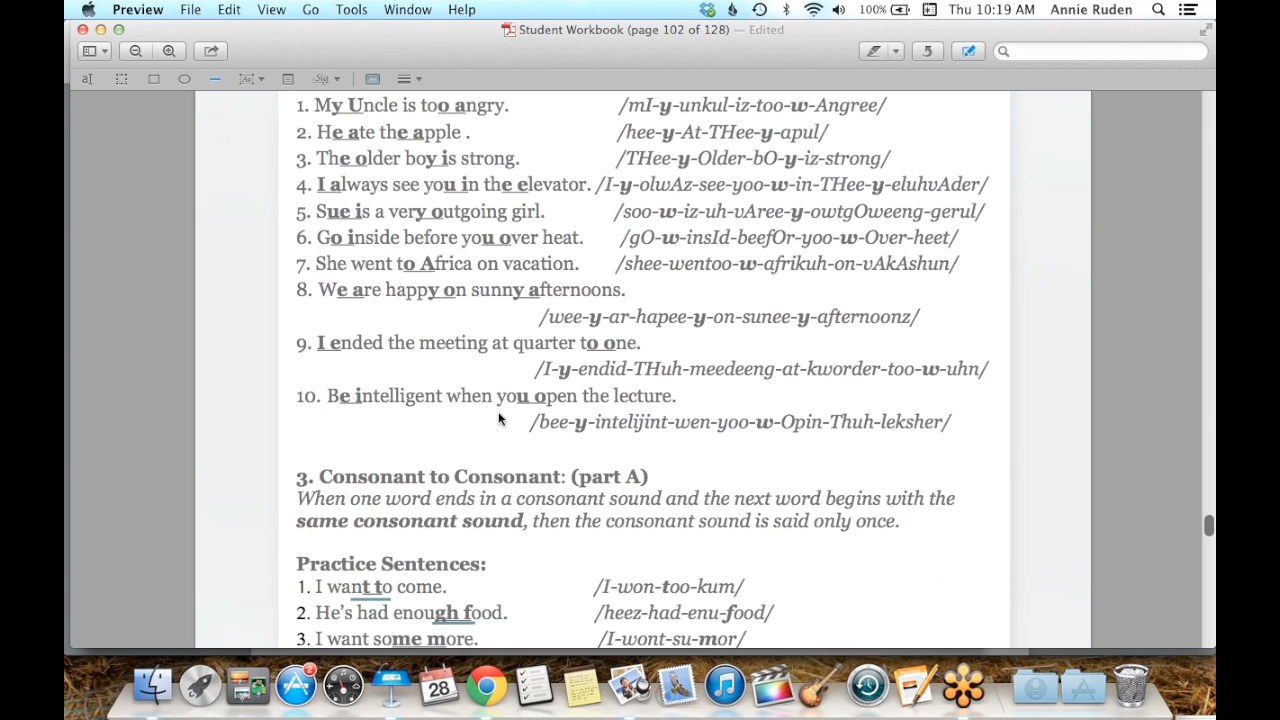 Preview File Edit View Go Tools Window Help 100% Thu 10:19 AM Annie Ruden
Student Workbook (page 102 of 128) — Edited
1. My Uncle is too angry. /mI-y-unkul-iz-too-w-Angree/
2. He ate the apple . /hee-y-At-THee-y-apul/
3. The older boy is strong. /THee-y-Older-bO-y-iz-strong/
4. I always see you in the elevator. /I-y-olwAz-see-yoo-w-in-THee-y-eluhvAder/
5. Sue is a very outgoing girl. /soo-w-iz-uh-vAree-y-owtgOweeng-gerul/
6. Go inside before you over heat. /gO-w-insId-beefOr-yoo-w-Over-heet/
7. She went to Africa on vacation. /shee-wentoo-w-afrikuh-on-vAkAshun/
8. We are happy on sunny afternoons.
/wee-y-ar-hapee-y-on-sunee-y-afternoonz/
9. I ended the meeting at quarter to one.
/I-y-endid-THuh-meedeeng-at-kworder-too-w-uhn/
10. Be intelligent when you open the lecture.
/bee-y-intelijint-wen-yoo-w-Opin-Thuh-leksher/
3. Consonant to Consonant: (part A)
When one word ends in a consonant sound and the next word begins with the
same consonant sound, then the consonant sound is said only once.
Practice Sentences:
1. I want to come. /I-won-too-kum/
2. He's had enough food. /heez-had-enu-food/
3. I want some more. /I-wont-su-mor/
2
AUG
28